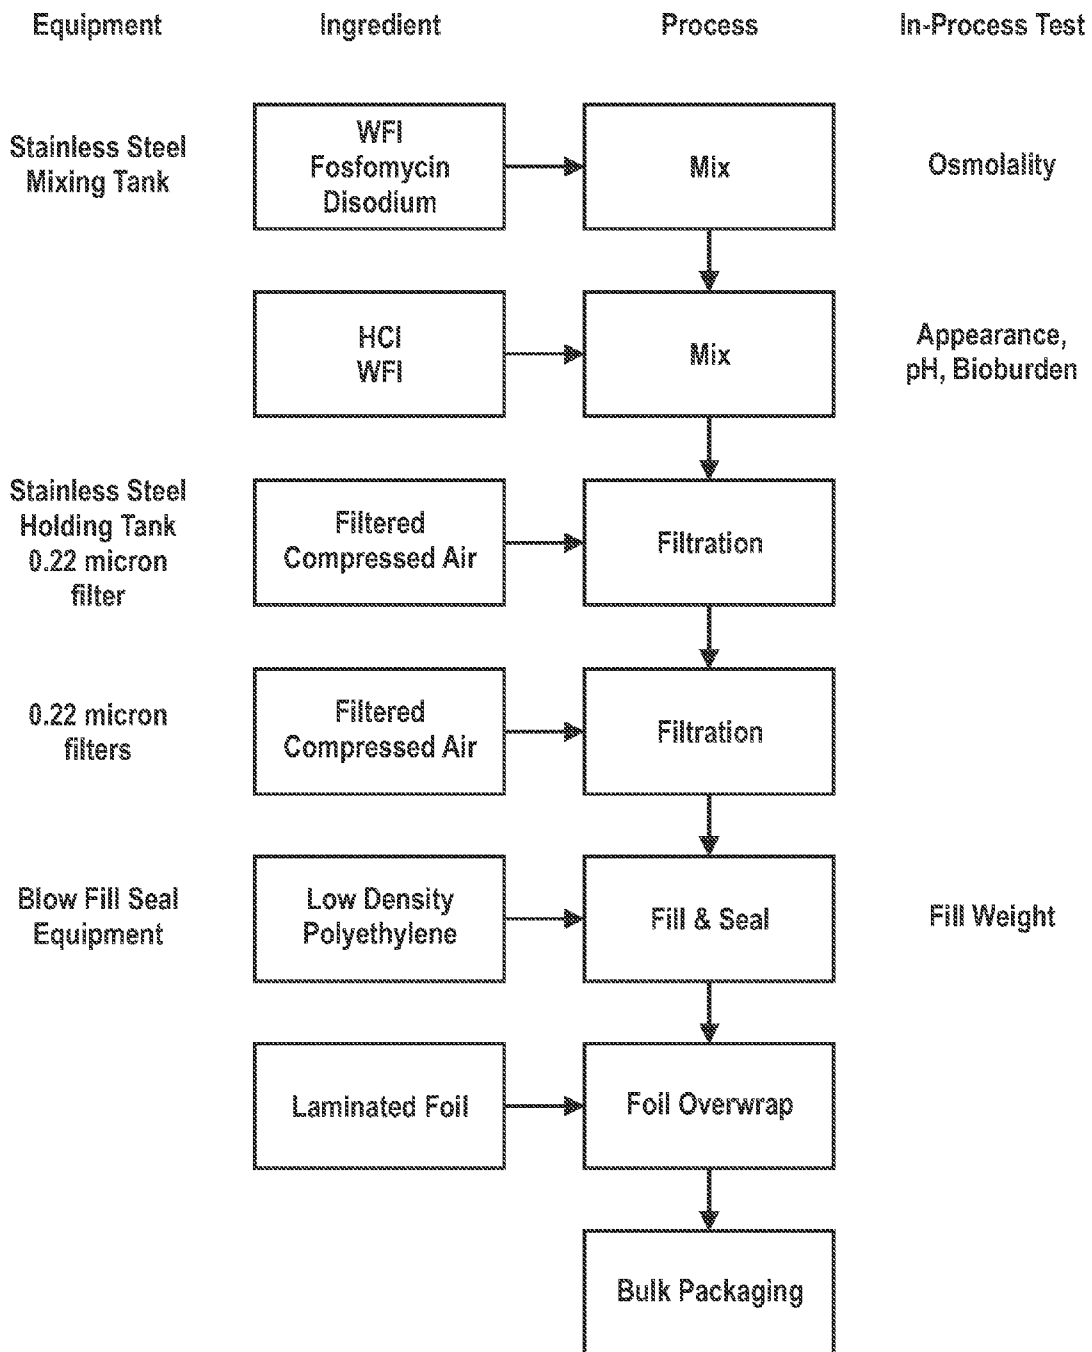 Equipment
Ingredient
Process
In-Process Test
Stainless Steel
Mixing Tank
WFI
Fosfomycin
Disodium
Mix
Osmolality
HCl
WFI
Mix
Appearance,
pH, Bioburden
Stainless Steel
Holding Tank
0.22 micron
filter
Filtered
Compressed Air
Filtration
0.22 micron
filters
Filtered
Compressed Air
Filtration
Blow Fill Seal
Equipment
Low Density
Polyethylene
Fill & Seal
Fill Weight
Laminated Foil
Foil Overwrap
Bulk Packaging